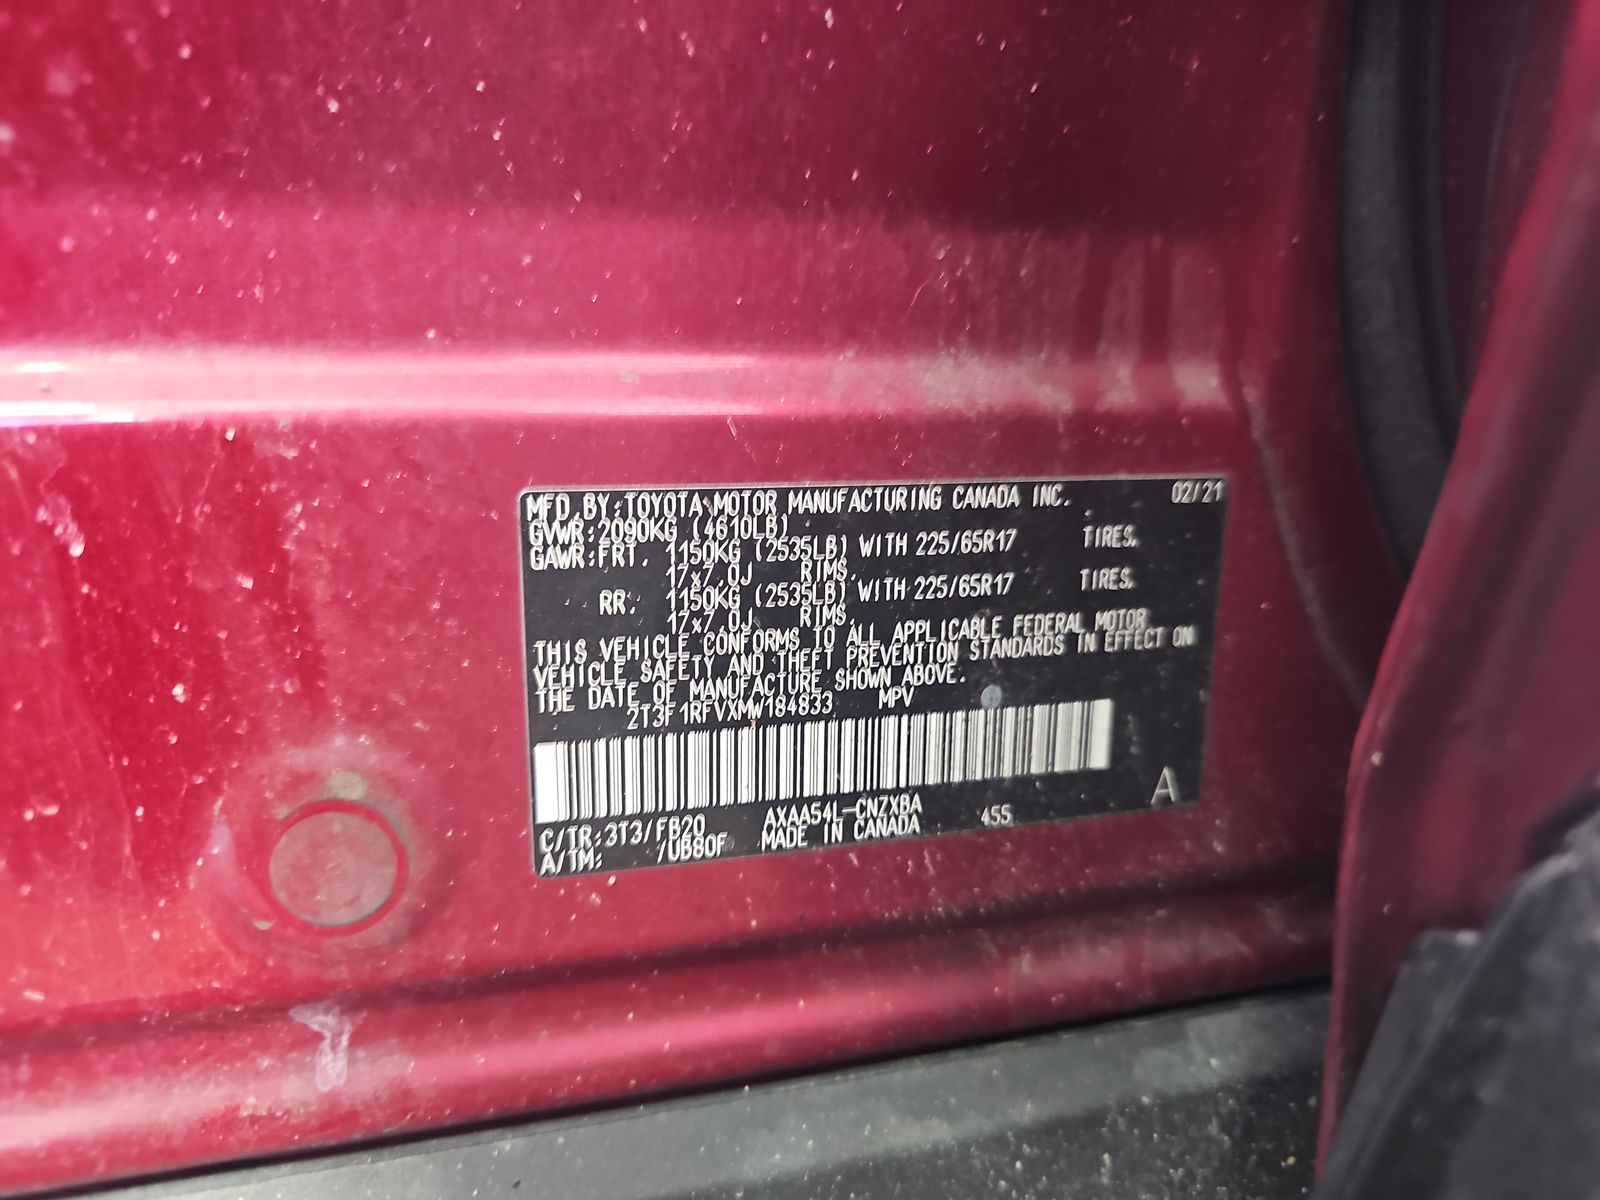 MFD. BY: TOYOTA MOTOR MANUFACTURING CANADA INC. 02/21
GVWR: 2090KG (4610LB)
GAWR: FRT. 1150KG (2535LB) WITH 225/65R17 TIRES,
17x7.0J RIMS,
RR. 1150KG (2535LB) WITH 225/65R17 TIRES,
17x7.0J RIMS,
THIS VEHICLE CONFORMS TO ALL APPLICABLE FEDERAL MOTOR
VEHICLE SAFETY AND THEFT PREVENTION STANDARDS IN EFFECT ON
THE DATE OF MANUFACTURE SHOWN ABOVE.
2T3F1RFVXMW184833 MPV
A
C/TR: 3T3/FB20 AXAA54L-CNZXBA 455
A/TM: /UB80F MADE IN CANADA